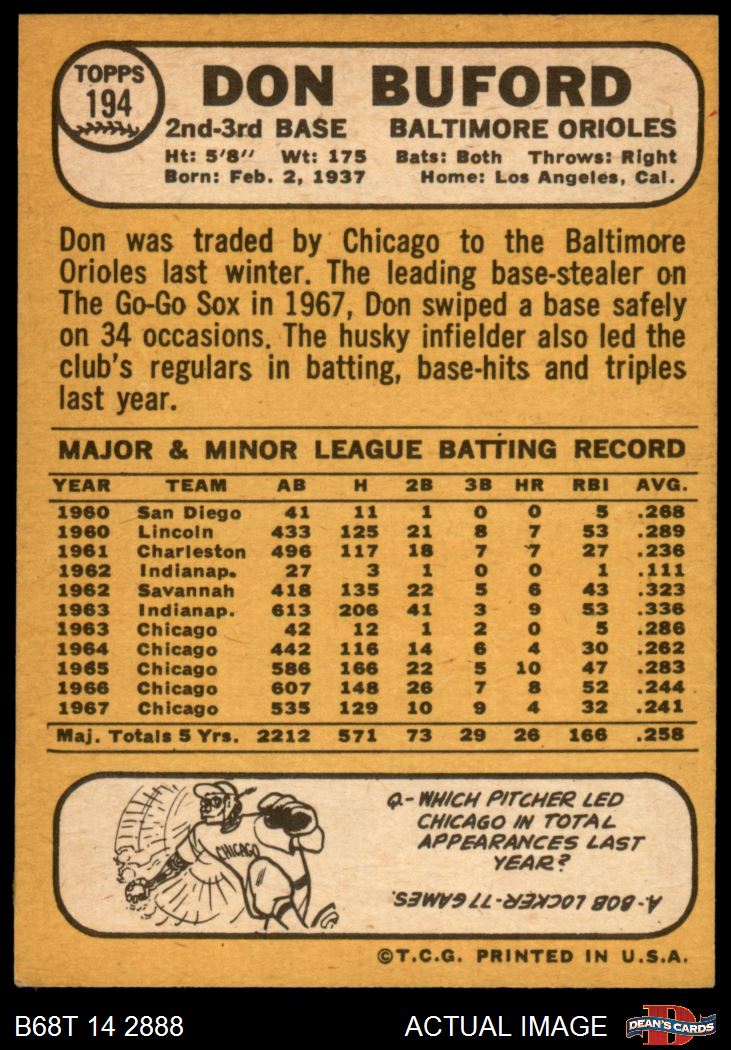 TOPPS
194
DON BUFORD
2nd-3rd BASE BALTIMORE ORIOLES
Ht: 5'8" Wt: 175 Bats: Both Throws: Right
Born: Feb. 2, 1937 Home: Los Angeles, Cal.
Don was traded by Chicago to the Baltimore
Orioles last winter. The leading base-stealer on
The Go-Go Sox in 1967, Don swiped a base safely
on 34 occasions. The husky infielder also led the
club's regulars in batting, base-hits and triples
last year.
MAJOR & MINOR LEAGUE BATTING RECORD
YEAR TEAM AB H 2B 3B HR RBI AVG.
1960 San Diego 41 11 1 0 0 5 .268
1960 Lincoln 433 125 21 8 7 53 .289
1961 Charleston 496 117 18 7 7 27 .236
1962 Indianap. 27 3 1 0 0 1 .111
1962 Savannah 418 135 22 5 6 43 .323
1963 Indianap. 613 206 41 3 9 53 .336
1963 Chicago 42 12 1 2 0 5 .286
1964 Chicago 442 116 14 6 4 30 .262
1965 Chicago 586 166 22 5 10 47 .283
1966 Chicago 607 148 26 7 8 52 .244
1967 Chicago 535 129 10 9 4 32 .241
Maj. Totals 5 Yrs. 2212 571 73 29 26 166 .258
CHICAGO
Q-WHICH PITCHER LED
CHICAGO IN TOTAL
APPEARANCES LAST
YEAR?
A-BOB LOCKER-77 GAMES.
©T.C.G. PRINTED IN U.S.A.
B68T 14 2888 ACTUAL IMAGE
D
DEAN'S CARDS